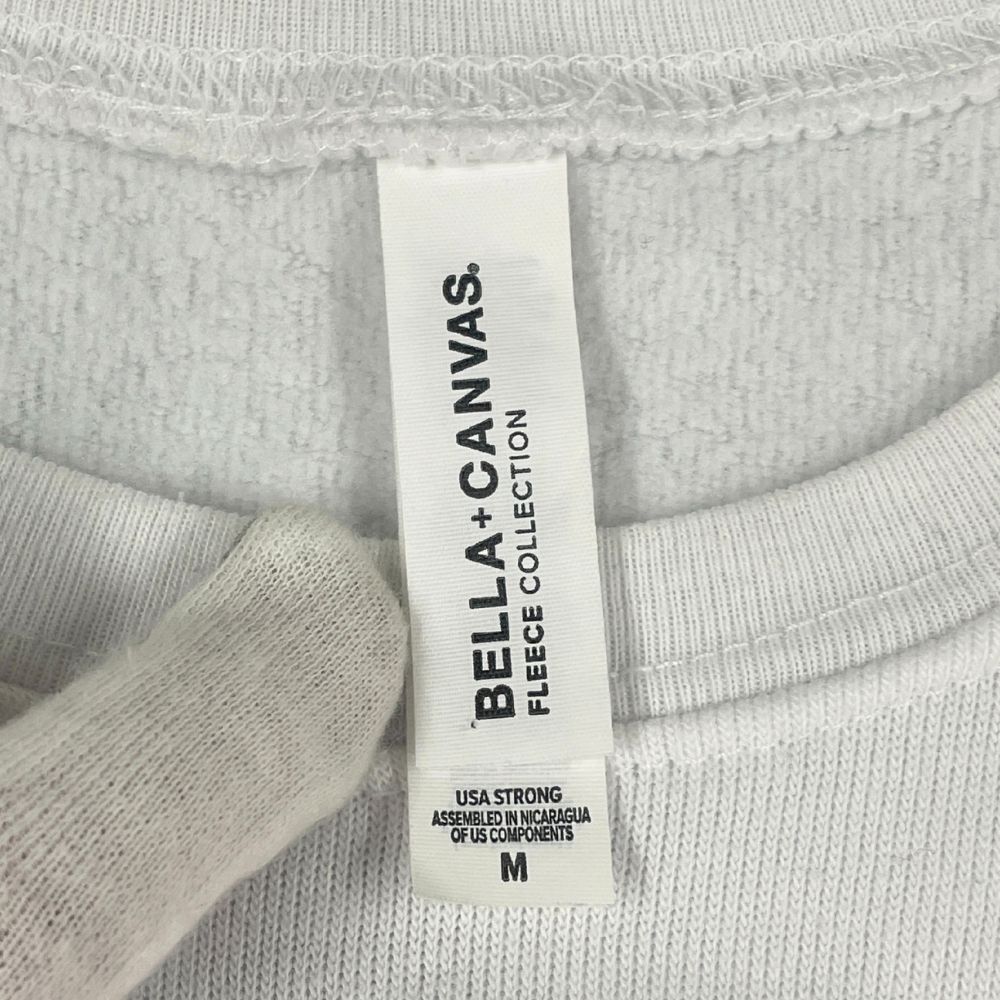 BELLA+CANVAS®
FLEECE COLLECTION
USA STRONG
ASSEMBLED IN NICARAGUA
OF US COMPONENTS
M